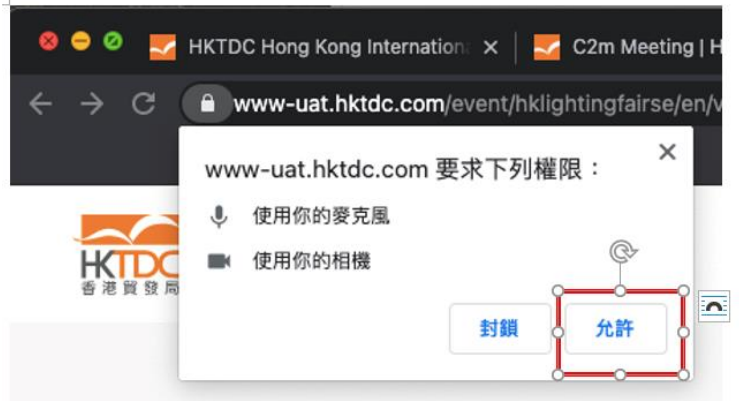 HKTDC Hong Kong Internation
C2m Meeting | H
www-uat.hktdc.com/event/hklightingfairse/en/v
www-uat.hktdc.com 要求下列權限：
使用你的麥克風
使用你的相機
HKTDC
香港貿發局
封鎖
允許